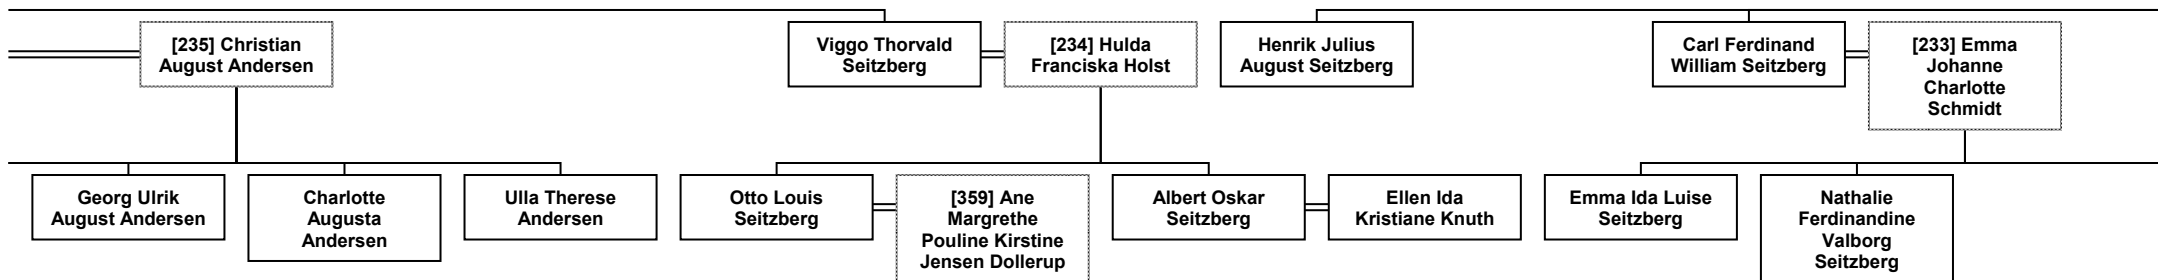 [235] Christian
August Andersen
Viggo Thorvald
Seitzberg
[234] Hulda
Franciska Holst
Henrik Julius
August Seitzberg
Carl Ferdinand
William Seitzberg
[233] Emma
Johanne
Charlotte
Schmidt
Georg Ulrik
August Andersen
Charlotte
Augusta
Andersen
Ulla Therese
Andersen
Otto Louis
Seitzberg
[359] Ane
Margrethe
Pouline Kirstine
Jensen Dollerup
Albert Oskar
Seitzberg
Ellen Ida
Kristiane Knuth
Emma Ida Luise
Seitzberg
Nathalie
Ferdinandine
Valborg
Seitzberg